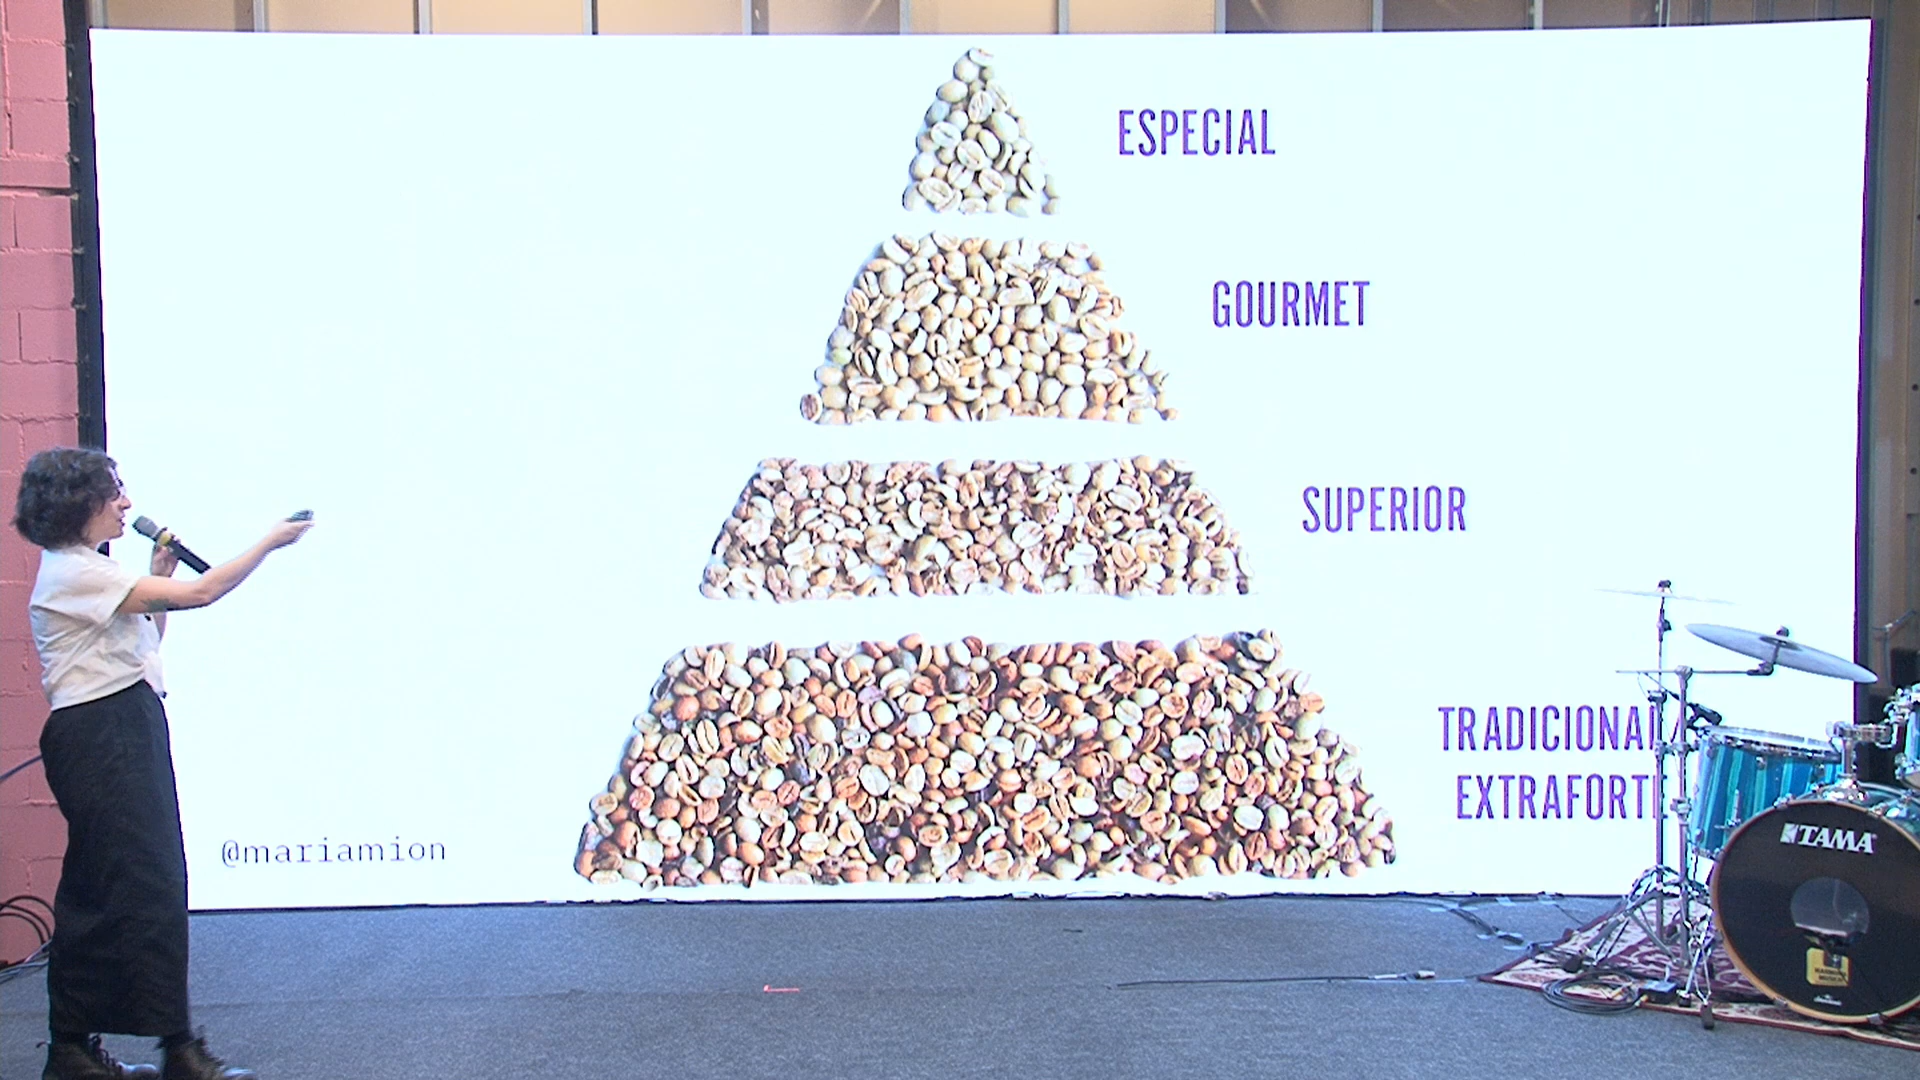 ESPECIAL
GOURMET
SUPERIOR
TRADICIONAL/
EXTRAFORTE
@mariamion
TAMA